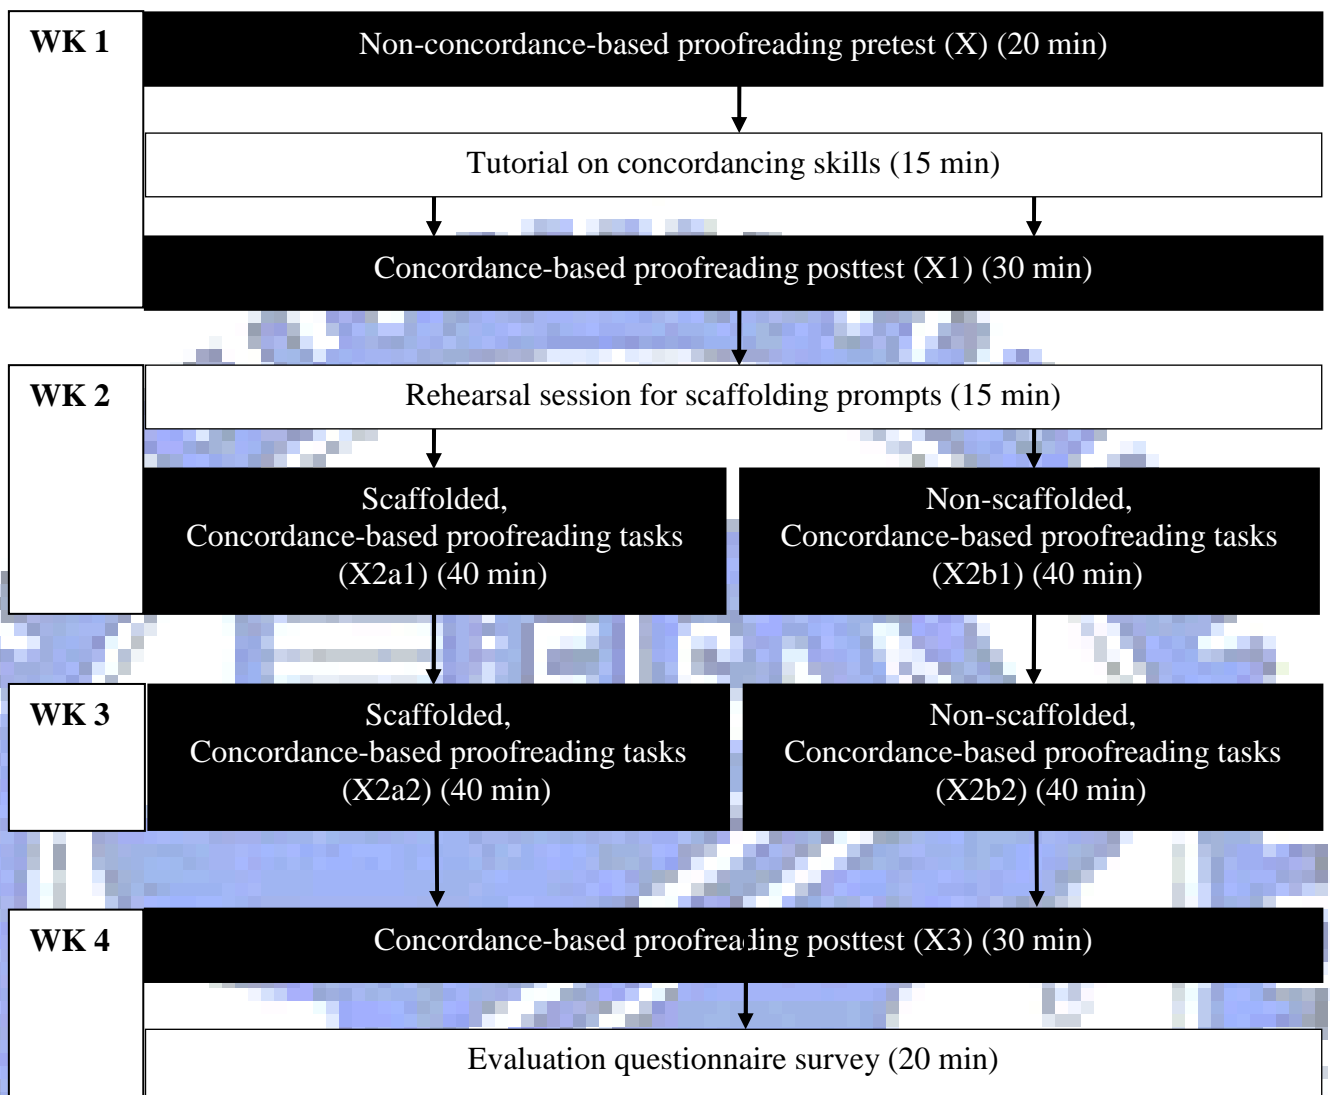 WK 1
Non-concordance-based proofreading pretest (X) (20 min)
Tutorial on concordancing skills (15 min)
Concordance-based proofreading posttest (X1) (30 min)
WK 2
Rehearsal session for scaffolding prompts (15 min)
Scaffolded,
Concordance-based proofreading tasks
(X2a1) (40 min)
Non-scaffolded,
Concordance-based proofreading tasks
(X2b1) (40 min)
WK 3
Scaffolded,
Concordance-based proofreading tasks
(X2a2) (40 min)
Non-scaffolded,
Concordance-based proofreading tasks
(X2b2) (40 min)
WK 4
Concordance-based proofreading posttest (X3) (30 min)
Evaluation questionnaire survey (20 min)